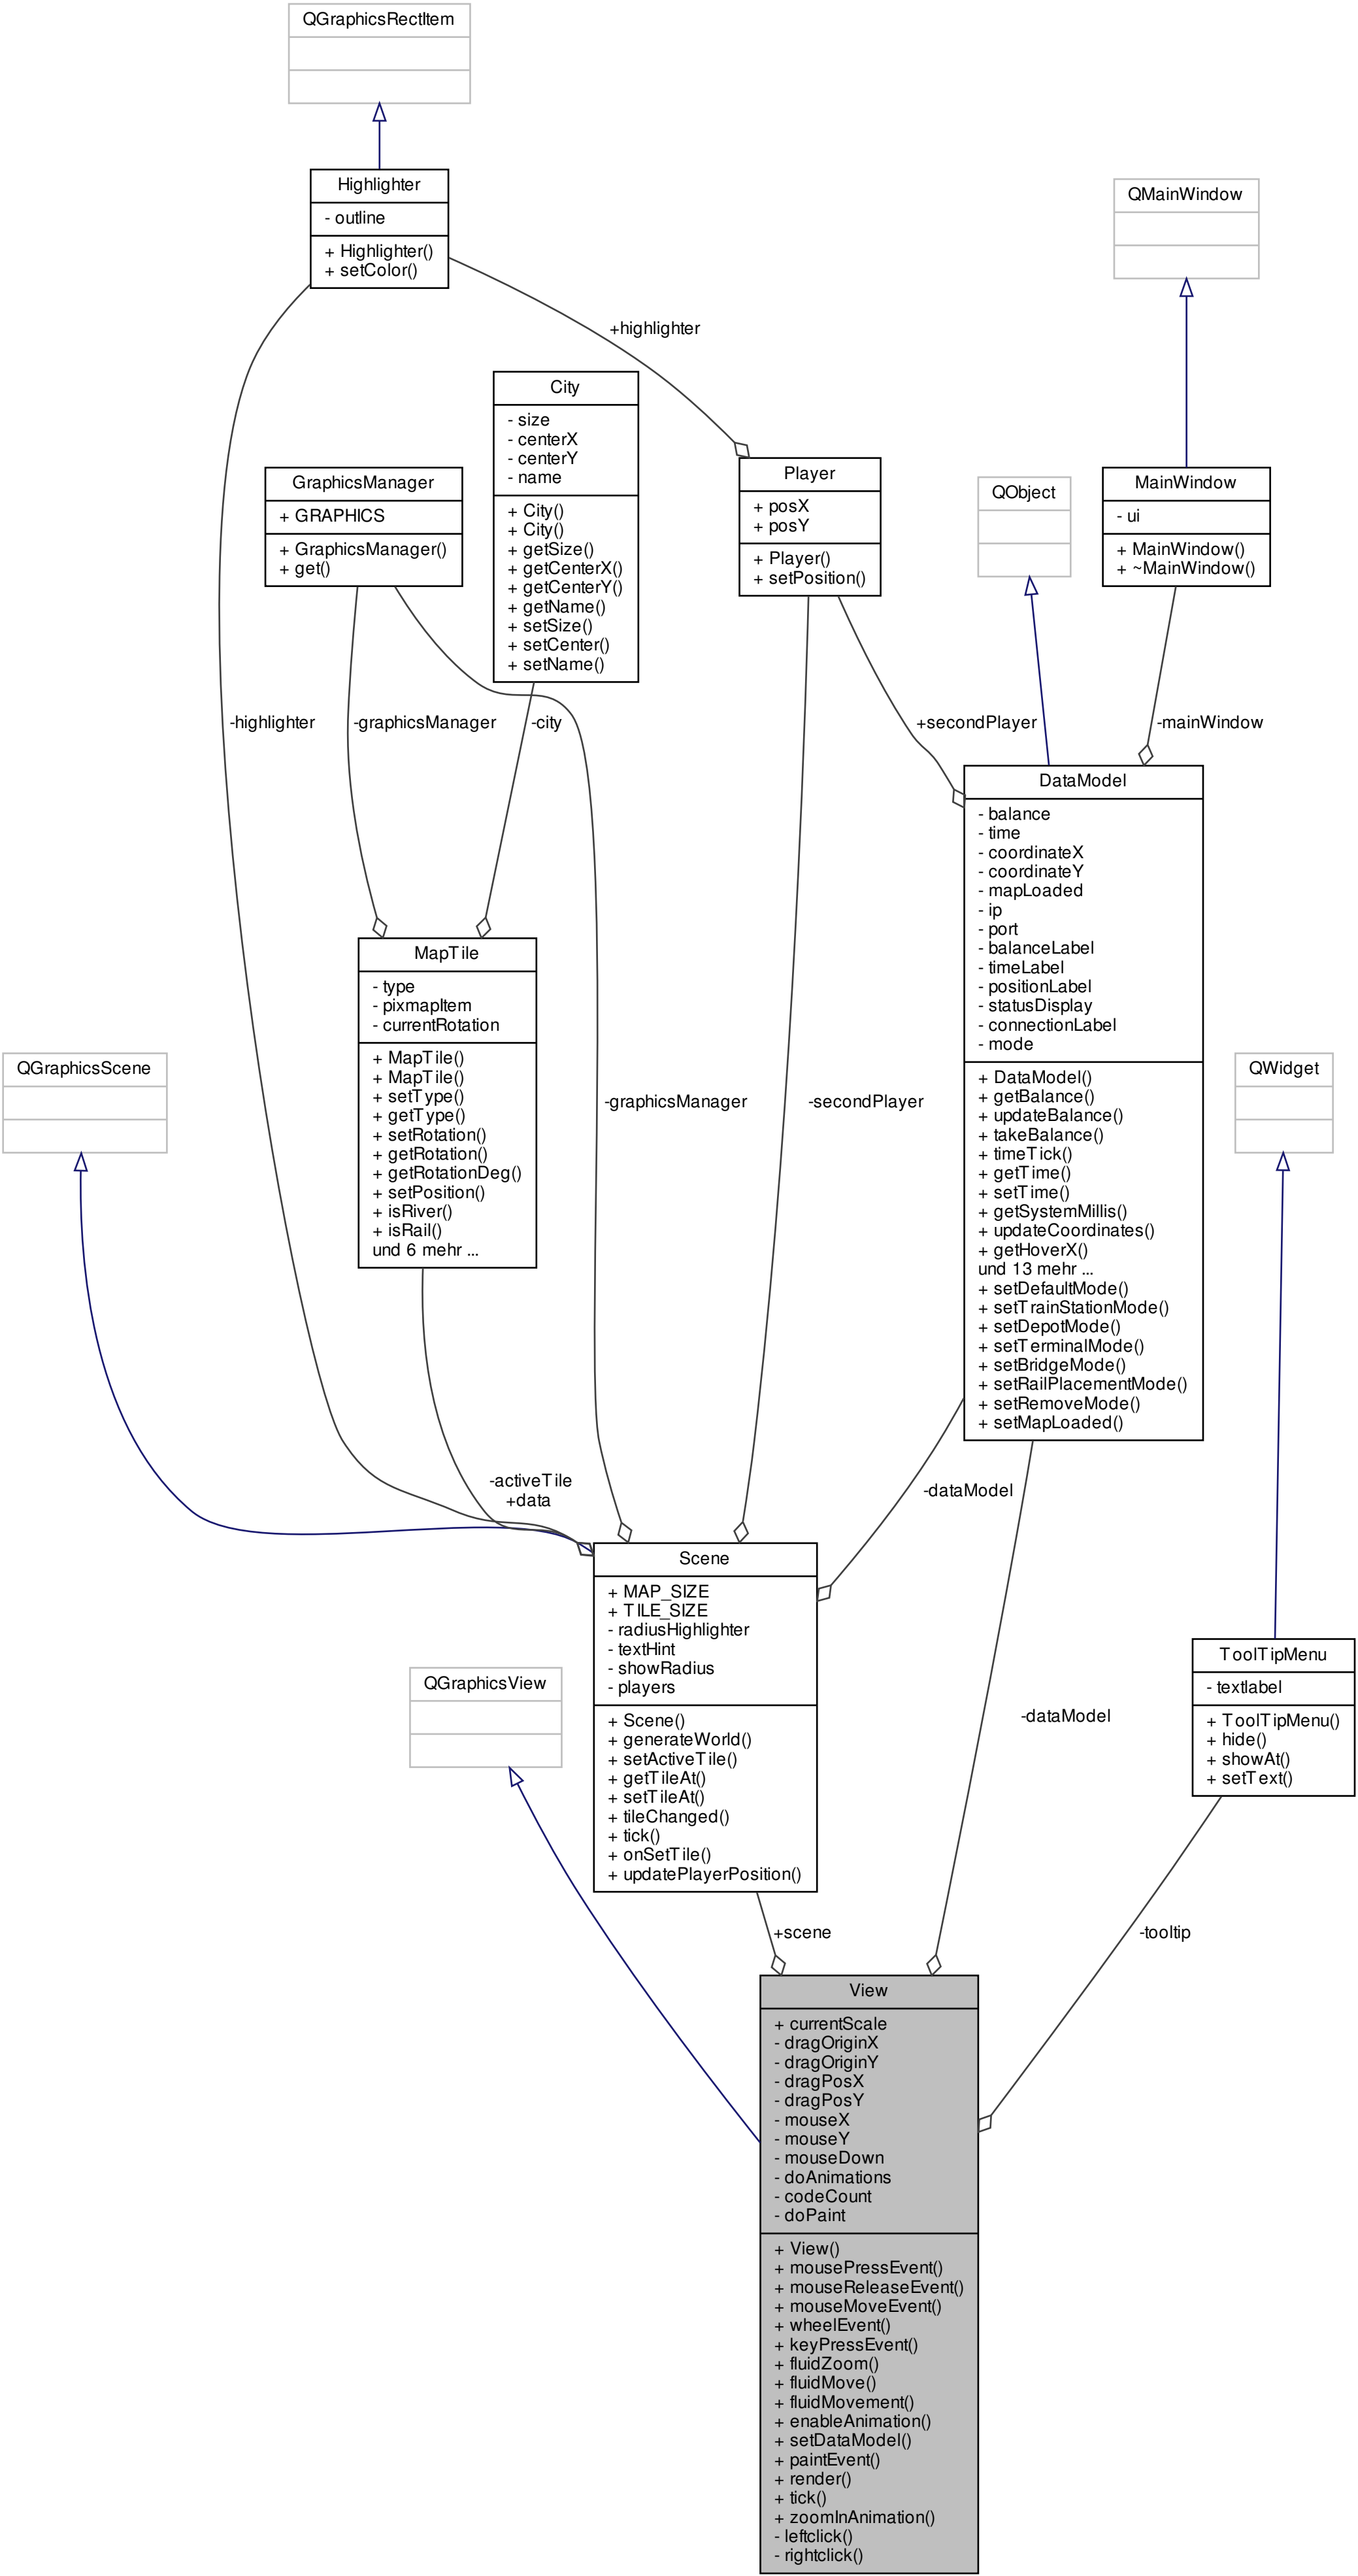 QGraphicsRectItem
Highlighter
- outline
+ Highlighter()
+ setColor()
QMainWindow
+highlighter
City
- size
- centerX
- centerY
- name
+ City()
+ City()
+ getSize()
+ getCenterX()
+ getCenterY()
+ getName()
+ setSize()
+ setCenter()
+ setName()
GraphicsManager
+ GRAPHICS
+ GraphicsManager()
+ get()
Player
+ posX
+ posY
+ Player()
+ setPosition()
QObject
MainWindow
- ui
+ MainWindow()
+ ~MainWindow()
-highlighter
-graphicsManager
-city
+secondPlayer
-mainWindow
DataModel
- balance
- time
- coordinateX
- coordinateY
- mapLoaded
- ip
- port
- balanceLabel
- timeLabel
- positionLabel
- statusDisplay
- connectionLabel
- mode
+ DataModel()
+ getBalance()
+ updateBalance()
+ takeBalance()
+ timeTick()
+ getTime()
+ setTime()
+ getSystemMillis()
+ updateCoordinates()
+ getHoverX()
und 13 mehr ...
+ setDefaultMode()
+ setTrainStationMode()
+ setDepotMode()
+ setTerminalMode()
+ setBridgeMode()
+ setRailPlacementMode()
+ setRemoveMode()
+ setMapLoaded()
MapTile
- type
- pixmapItem
- currentRotation
+ MapTile()
+ MapTile()
+ setType()
+ getType()
+ setRotation()
+ getRotation()
+ getRotationDeg()
+ setPosition()
+ isRiver()
+ isRail()
und 6 mehr ...
QGraphicsScene
-graphicsManager
-secondPlayer
QWidget
-activeTile
+data
-dataModel
Scene
+ MAP_SIZE
+ TILE_SIZE
- radiusHighlighter
- textHint
- showRadius
- players
+ Scene()
+ generateWorld()
+ setActiveTile()
+ getTileAt()
+ setTileAt()
+ tileChanged()
+ tick()
+ onSetTile()
+ updatePlayerPosition()
QGraphicsView
-dataModel
ToolTipMenu
- textlabel
+ ToolTipMenu()
+ hide()
+ showAt()
+ setText()
+scene
-tooltip
View
+ currentScale
- dragOriginX
- dragOriginY
- dragPosX
- dragPosY
- mouseX
- mouseY
- mouseDown
- doAnimations
- codeCount
- doPaint
+ View()
+ mousePressEvent()
+ mouseReleaseEvent()
+ mouseMoveEvent()
+ wheelEvent()
+ keyPressEvent()
+ fluidZoom()
+ fluidMove()
+ fluidMovement()
+ enableAnimation()
+ setDataModel()
+ paintEvent()
+ render()
+ tick()
+ zoomInAnimation()
- leftclick()
- rightclick()